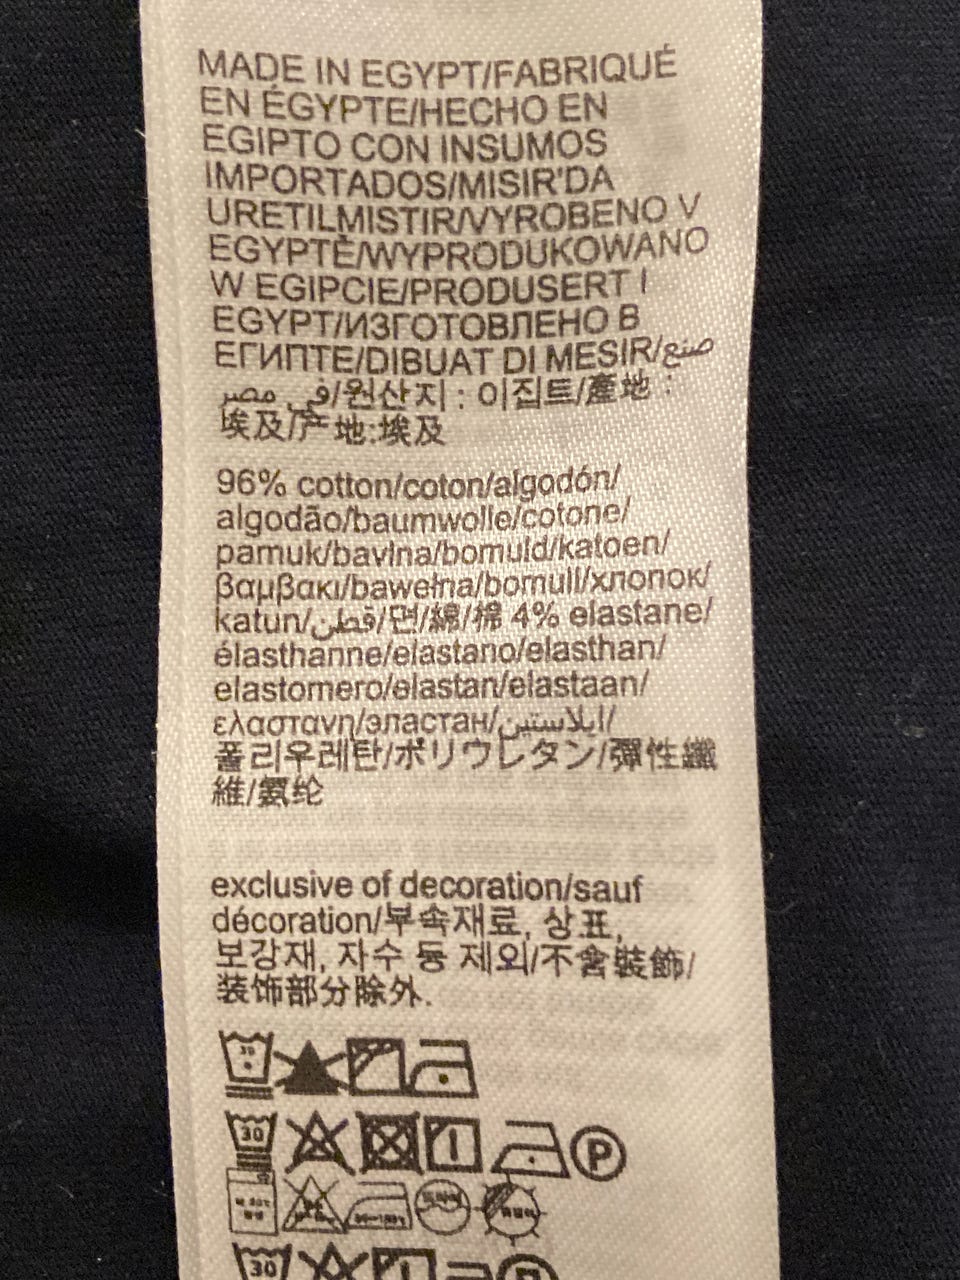 MADE IN EGYPT/FABRIQUÉ
EN ÉGYPTE/HECHO EN
EGIPTO CON INSUMOS
IMPORTADOS/MISIR'DA
URETILMISTIR/VYROBENO V
EGYPTĚ/WYPRODUKOWANO
W EGIPCIE/PRODUSERT I
EGYPT/ИЗГОТОВЛЕНО В
ЕГИПТЕ/DIBUAT DI MESIR/صنع
في مصر/원산지 : 이집트/產地 :
埃及/产地:埃及
96% cotton/coton/algodón/
algodão/baumwolle/cotone/
pamuk/bavlna/bomuld/katoen/
βαμβακι/bawełna/bomull/хлопок/
katun/قطن/면/綿/棉 4% elastane/
élasthanne/elastano/elasthan/
elastomero/elastan/elastaan/
ελαστανη/эластан/ايلاستين/
폴리우레탄/ポリウレタン/彈性纖
維/氨纶
exclusive of decoration/sauf
décoration/부속재료, 상표,
보강재, 자수 등 제외/不含裝飾/
装饰部分除外.
30
30 P
30